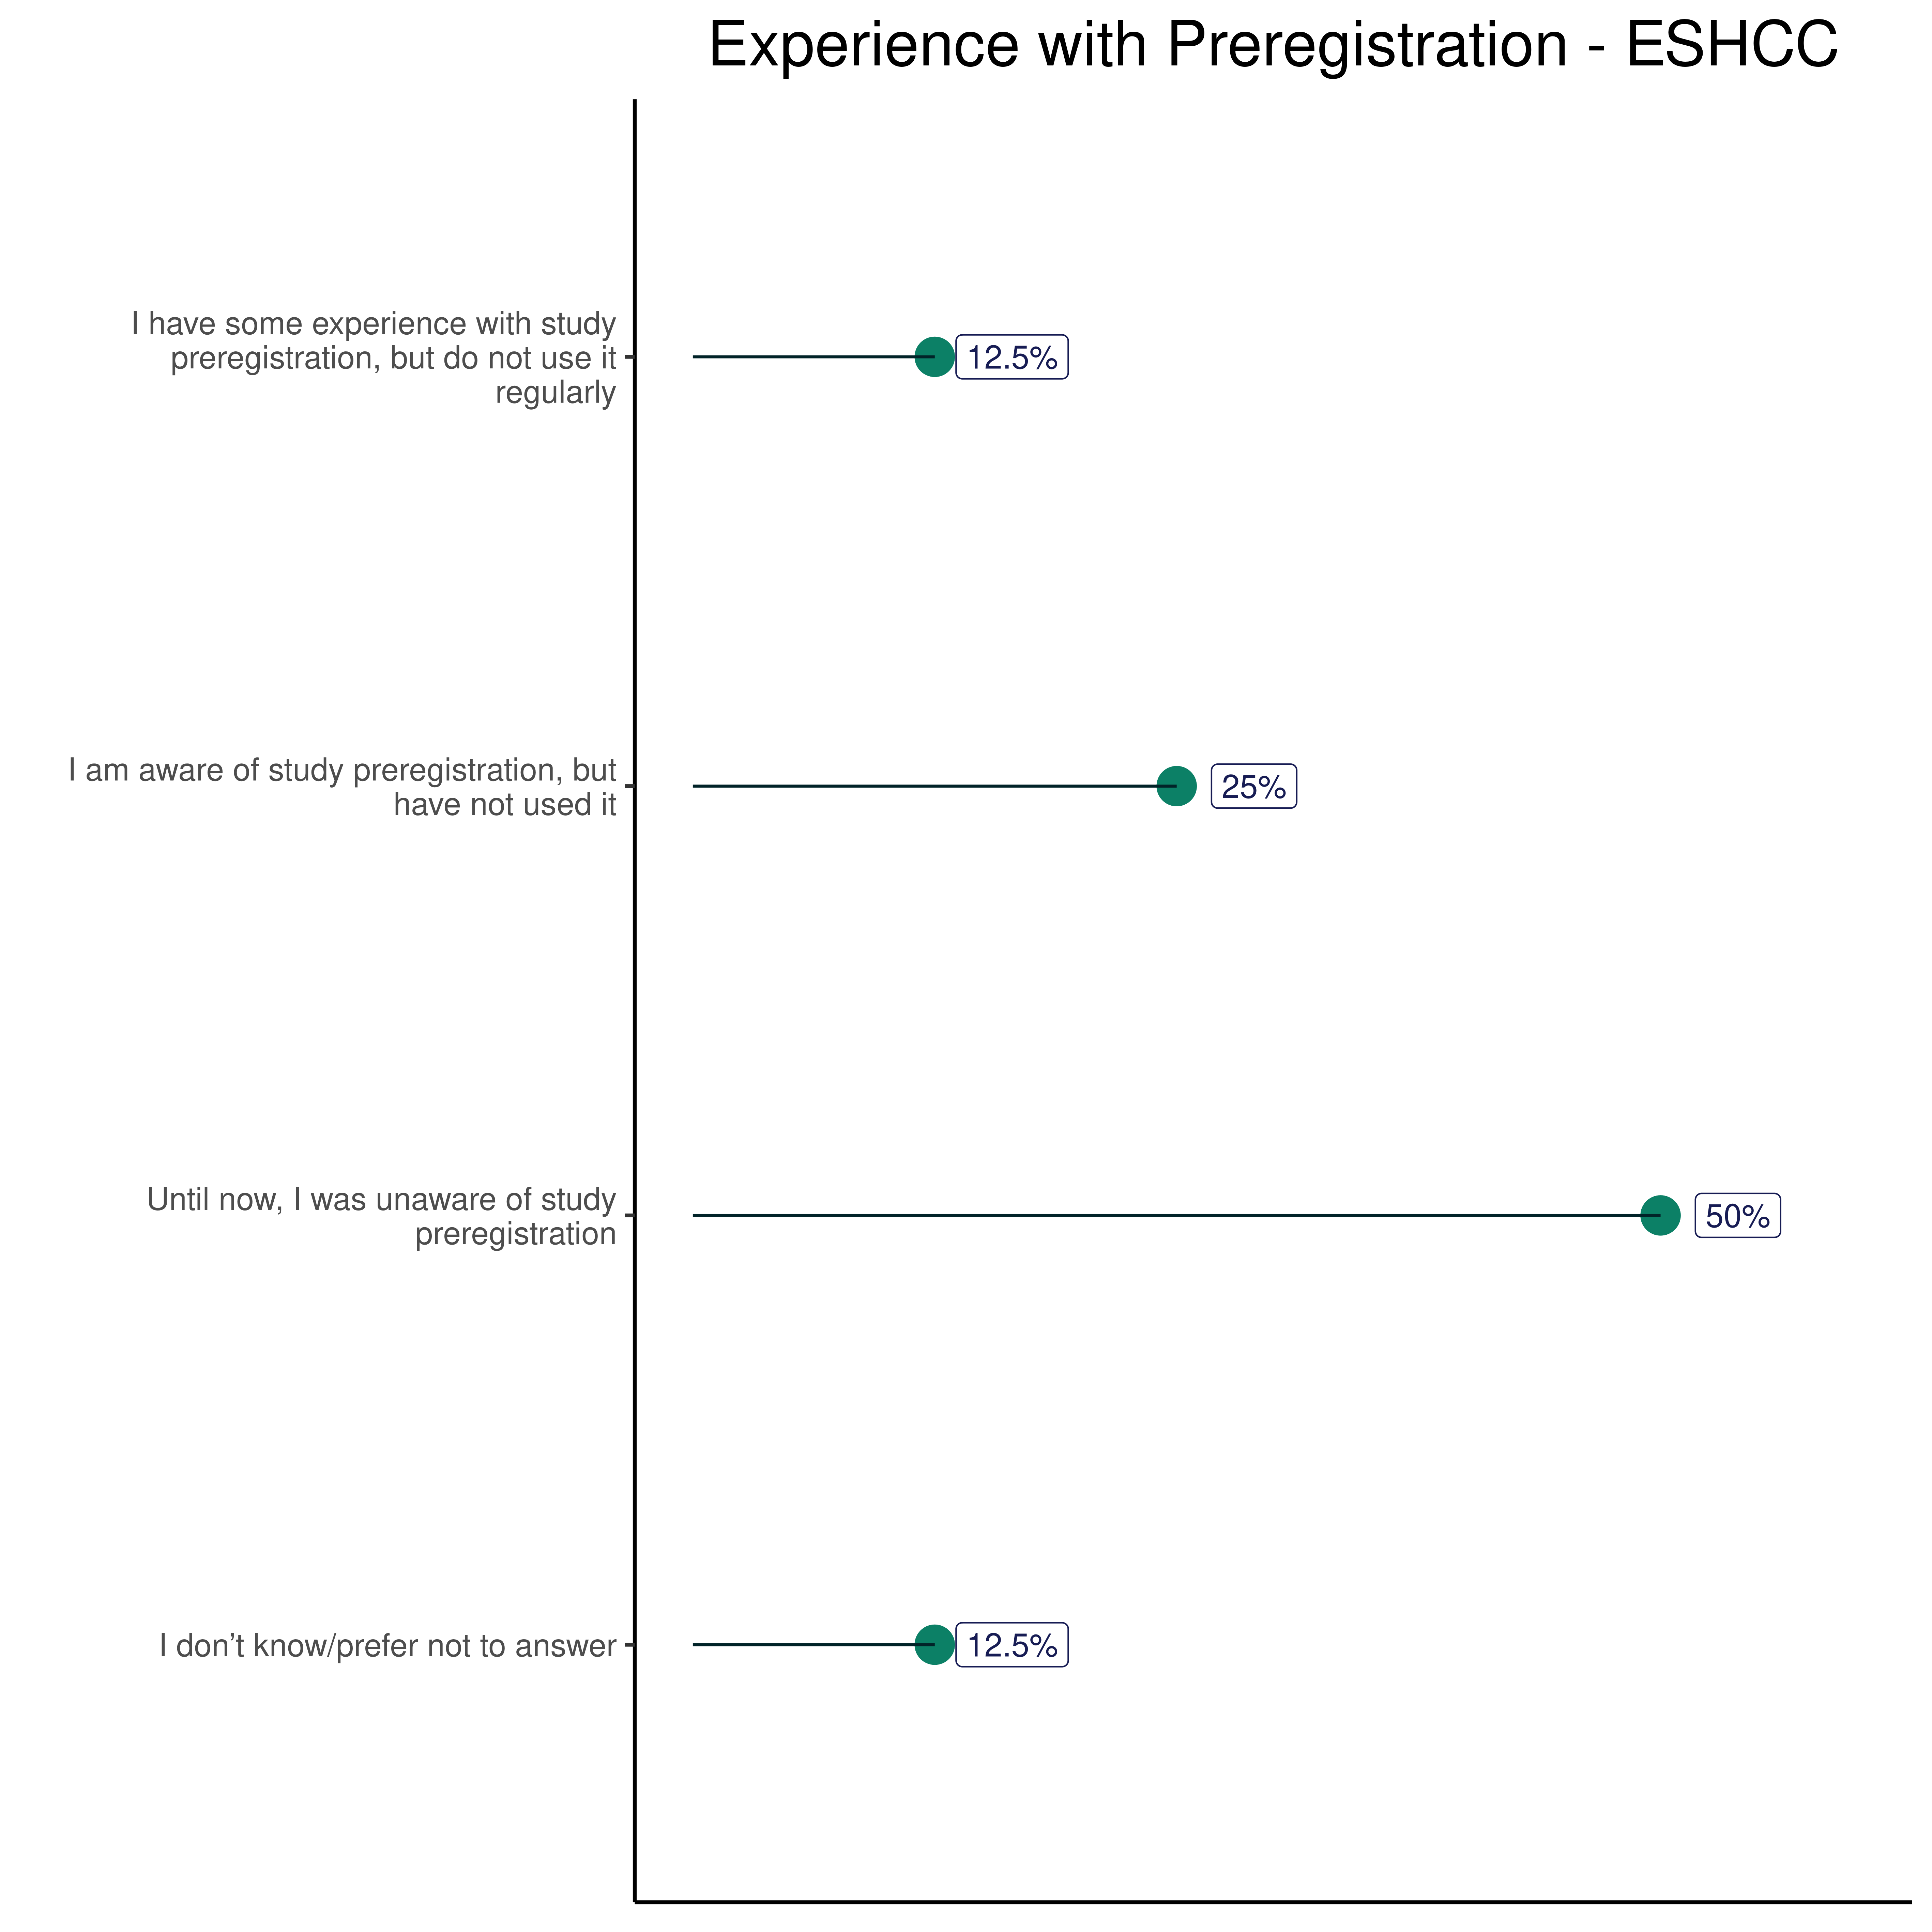 Experience with Preregistration - ESHCC
I have some experience with study
preregistration, but do not use it
regularly
12.5%
I am aware of study preregistration, but
have not used it
25%
Until now, I was unaware of study
preregistration
50%
I don’t know/prefer not to answer
12.5%